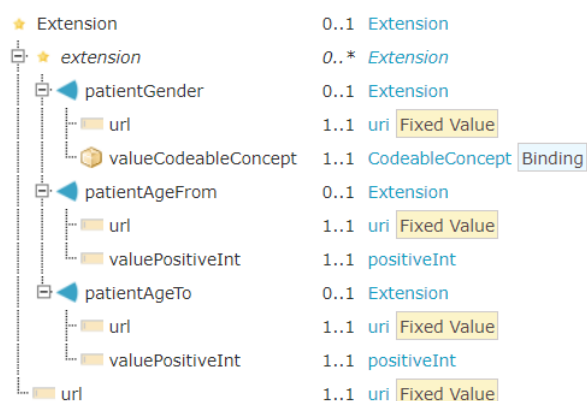 Extension 0..1 Extension
extension 0..* Extension
patientGender 0..1 Extension
url 1..1 uri Fixed Value
valueCodeableConcept 1..1 CodeableConcept Binding
patientAgeFrom 0..1 Extension
url 1..1 uri Fixed Value
valuePositiveInt 1..1 positiveInt
patientAgeTo 0..1 Extension
url 1..1 uri Fixed Value
valuePositiveInt 1..1 positiveInt
url 1..1 uri Fixed Value